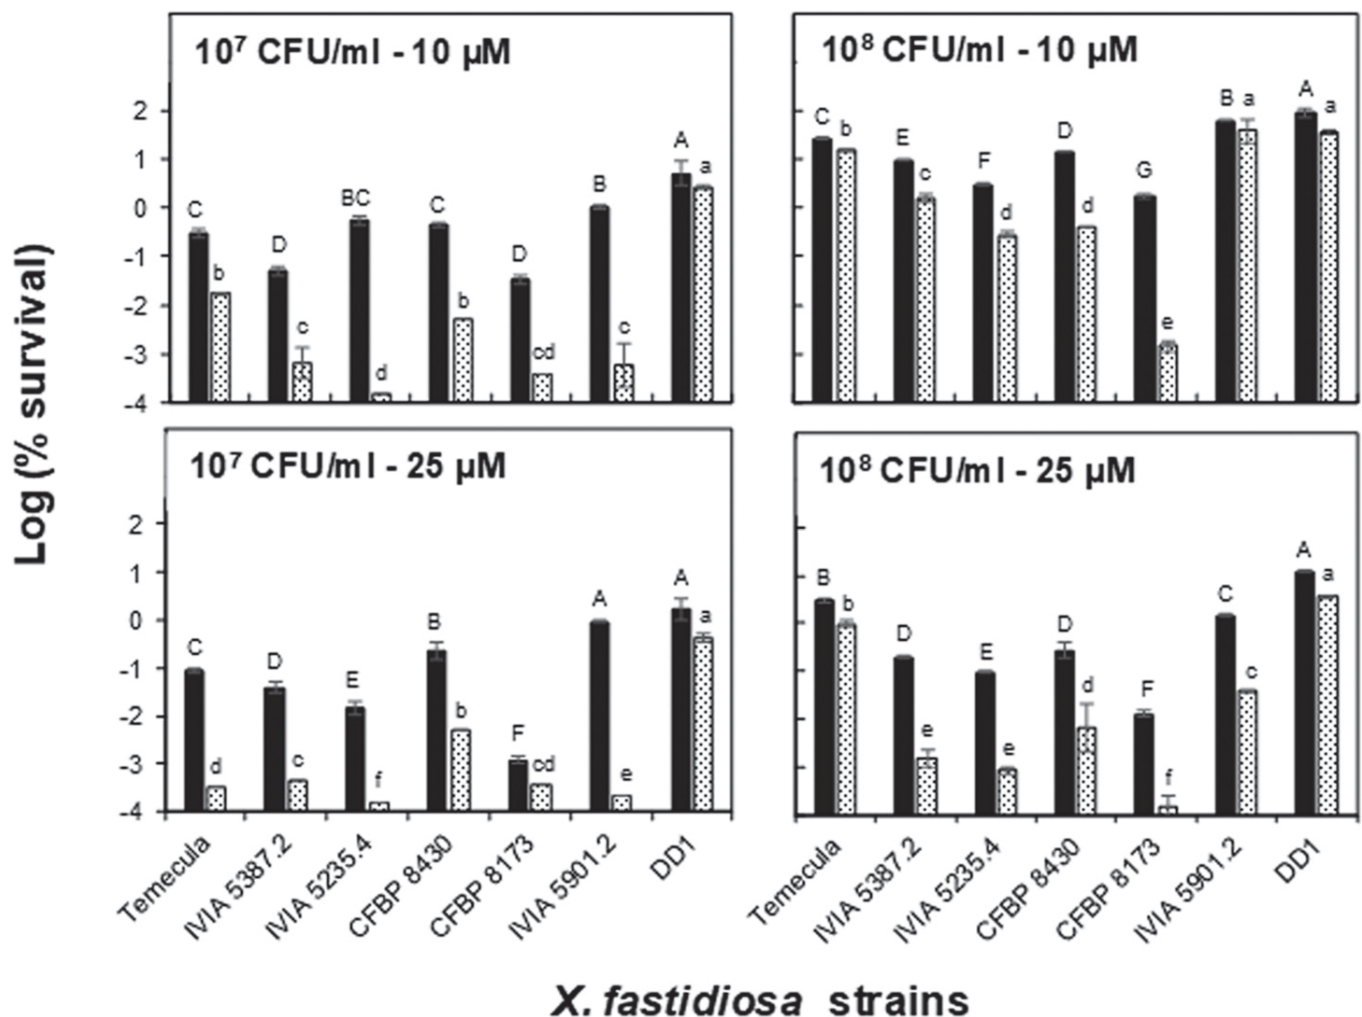 10⁷ CFU/ml - 10 µM
10⁸ CFU/ml - 10 µM
Log (% survival)
2
1
0
-1
-2
-3
-4
C b D c BC d C b D cd B c A a
C b E c F d D d G e B a A a
10⁷ CFU/ml - 25 µM
10⁸ CFU/ml - 25 µM
2
1
0
-1
-2
-3
-4
C d D c E f B b F cd A e A a
B b D e E e D d F f C c A a
Temecula
IVIA 5387.2
IVIA 5235.4
CFBP 8430
CFBP 8173
IVIA 5901.2
DD1
Temecula
IVIA 5387.2
IVIA 5235.4
CFBP 8430
CFBP 8173
IVIA 5901.2
DD1
X. fastidiosa strains